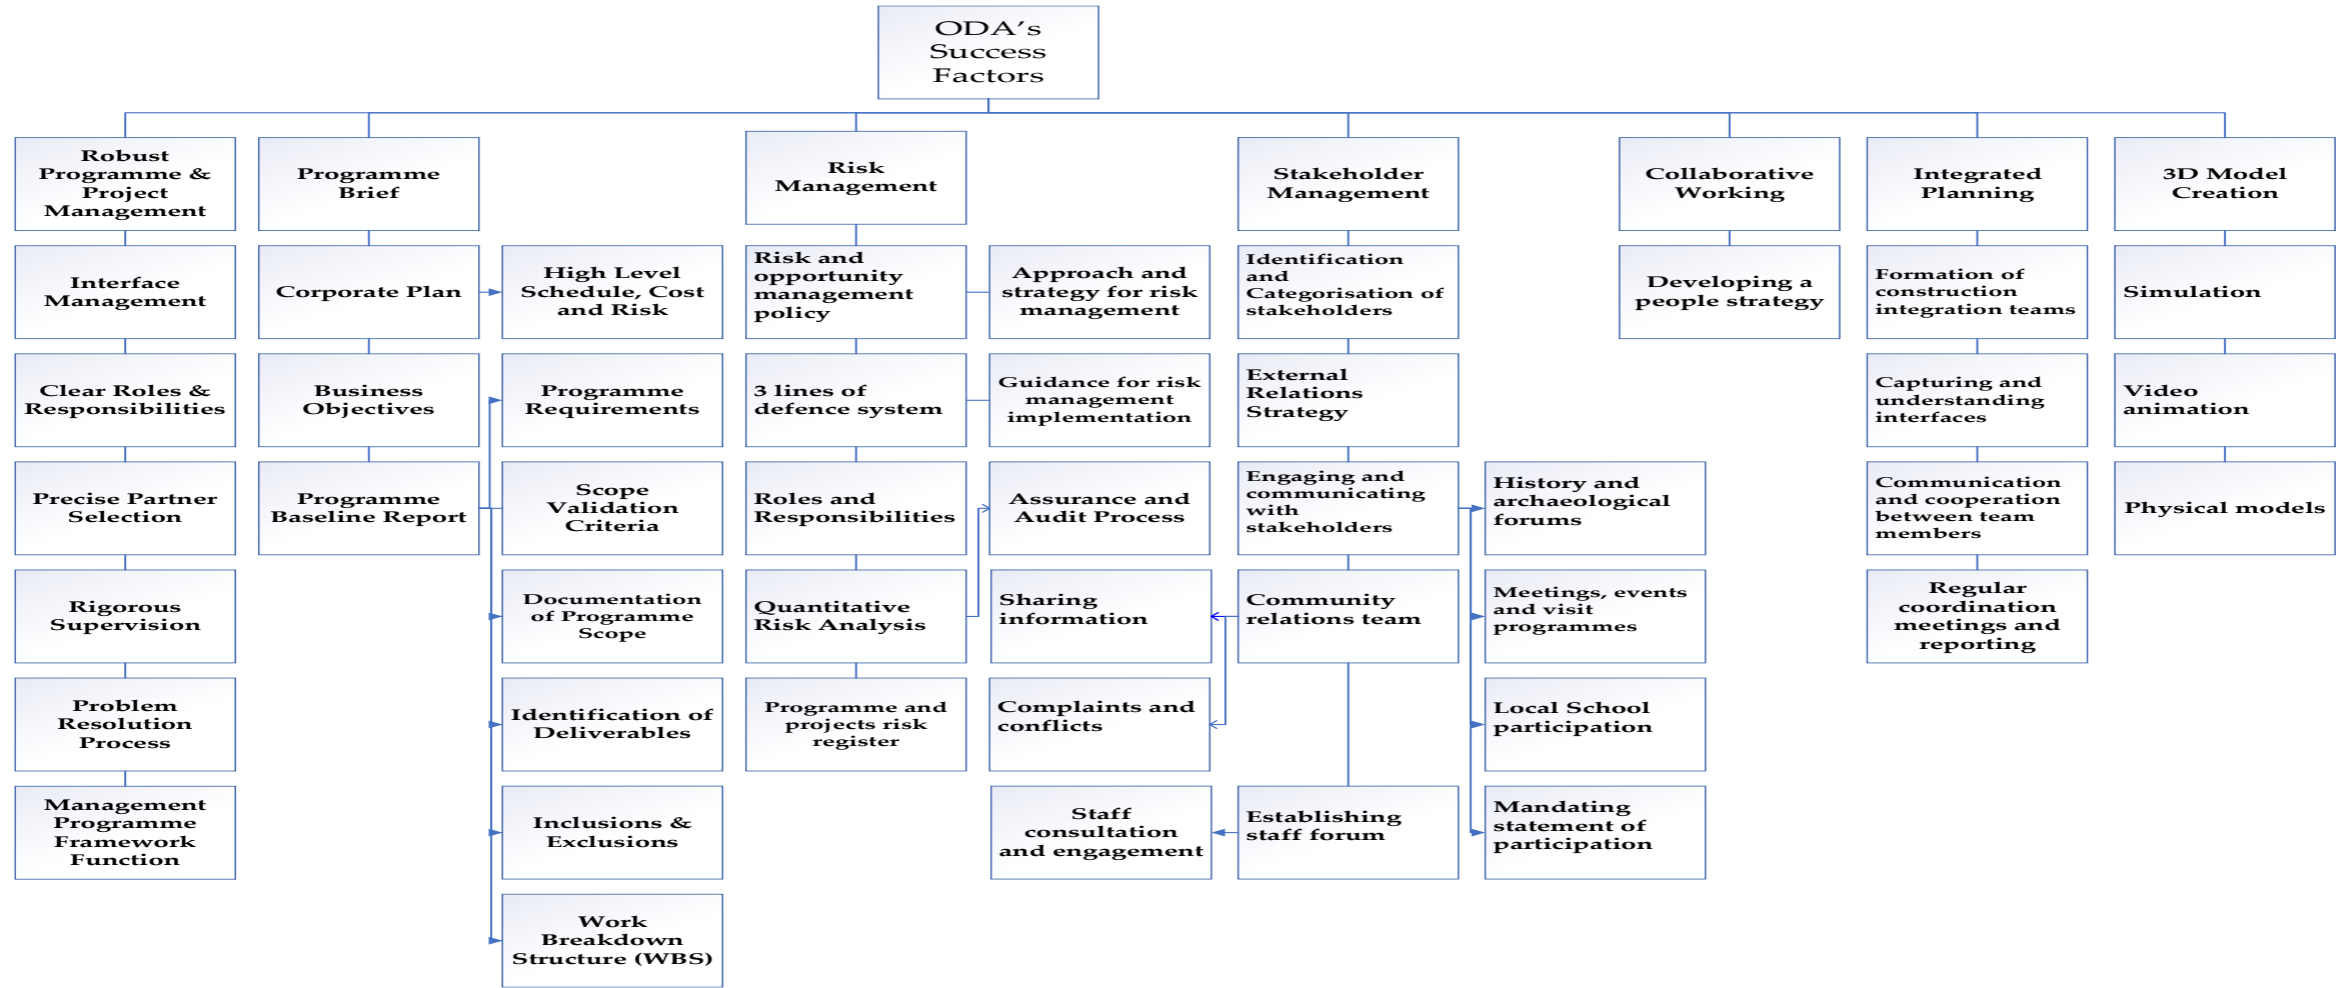 ODA's
Success
Factors
Robust
Programme &
Project
Management
Interface
Management
Clear Roles &
Responsibilities
Precise Partner
Selection
Rigorous
Supervision
Problem
Resolution
Process
Management
Programme
Framework
Function
Programme
Brief
Corporate Plan
Business
Objectives
Programme
Baseline Report
High Level
Schedule, Cost
and Risk
Programme
Requirements
Scope
Validation
Criteria
Documentation
of Programme
Scope
Identification of
Deliverables
Inclusions &
Exclusions
Work
Breakdown
Structure (WBS)
Risk
Management
Risk and
opportunity
management
policy
3 lines of
defence system
Roles and
Responsibilities
Quantitative
Risk Analysis
Programme and
projects risk
register
Approach and
strategy for risk
management
Guidance for risk
management
implementation
Assurance and
Audit Process
Sharing
information
Complaints and
conflicts
Staff
consultation
and engagement
Stakeholder
Management
Identification
and
Categorisation of
stakeholders
External
Relations
Strategy
Engaging and
communicating
with
stakeholders
Community
relations team
Establishing
staff forum
History and
archaeological
forums
Meetings, events
and visit
programmes
Local School
participation
Mandating
statement of
participation
Collaborative
Working
Developing a
people strategy
Integrated
Planning
Formation of
construction
integration teams
Capturing and
understanding
interfaces
Communication
and cooperation
between team
members
Regular
coordination
meetings and
reporting
3D Model
Creation
Simulation
Video
animation
Physical models